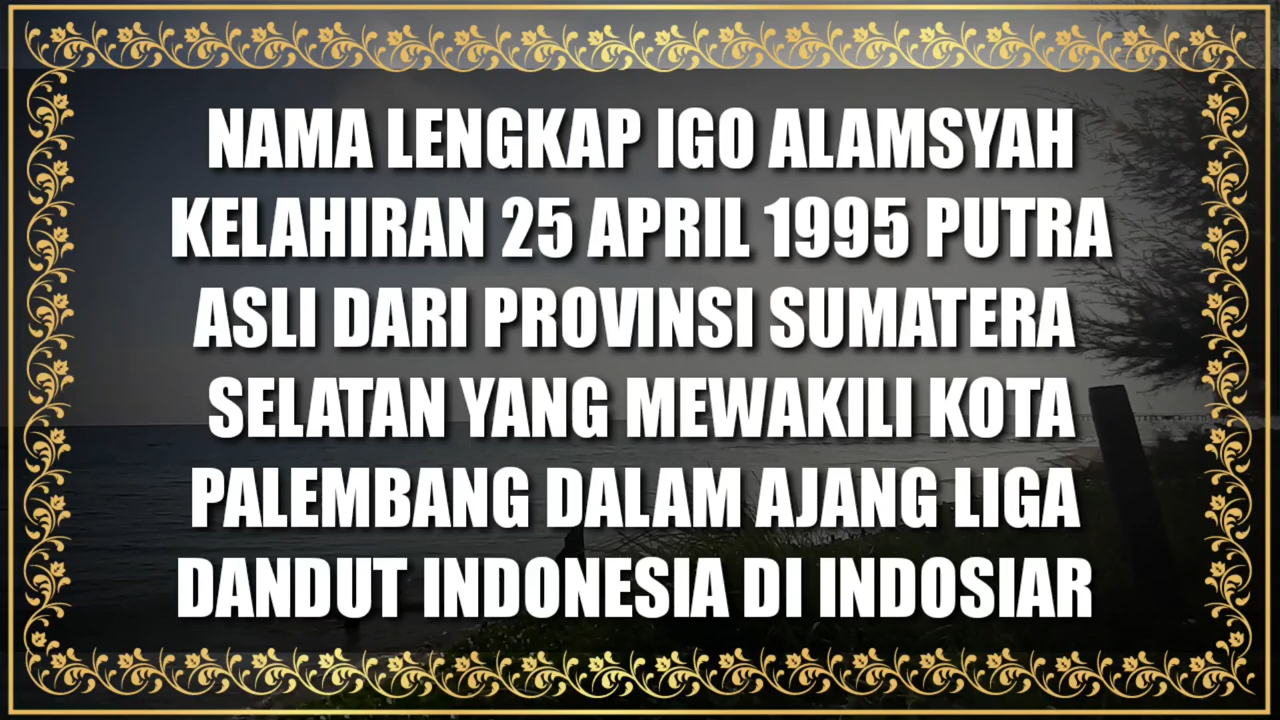 NAMA LENGKAP IGO ALAMSYAH
KELAHIRAN 25 APRIL 1995 PUTRA
ASLI DARI PROVINSI SUMATERA
SELATAN YANG MEWAKILI KOTA
PALEMBANG DALAM AJANG LIGA
DANDUT INDONESIA DI INDOSIAR